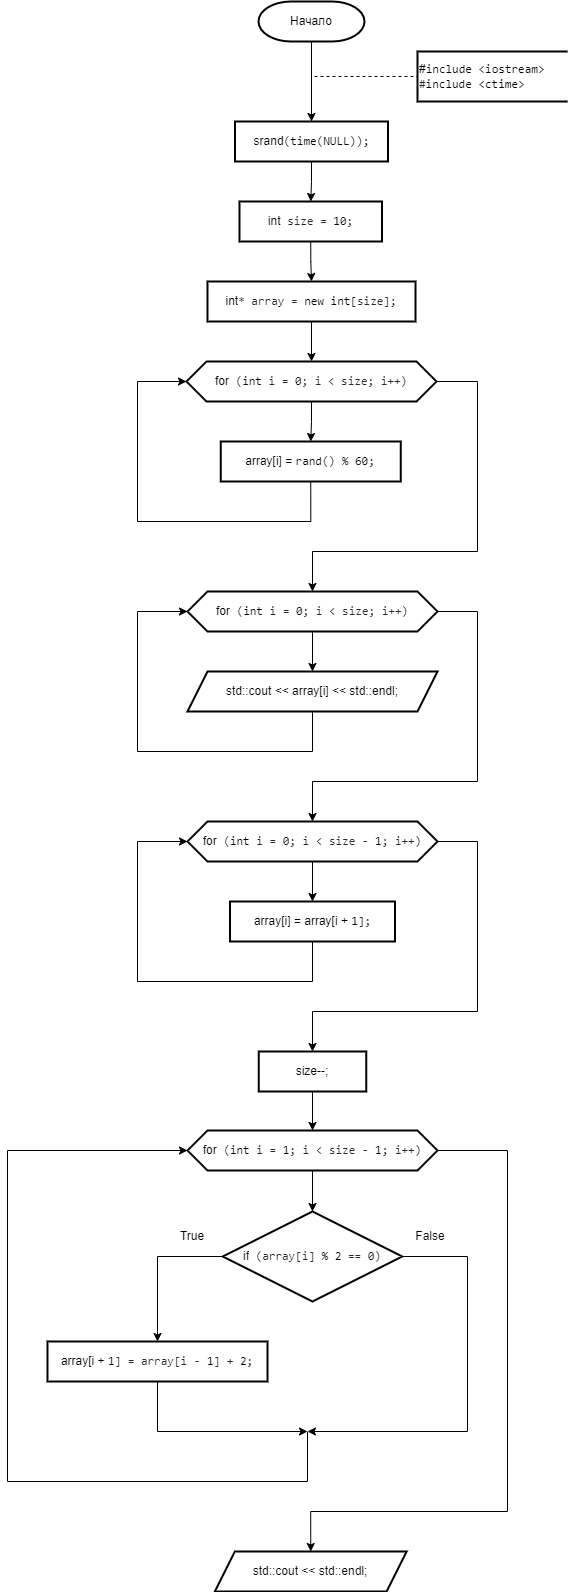 Начало
#include <iostream>
#include <ctime>
srand(time(NULL));
int size = 10;
int* array = new int[size];
for (int i = 0; i < size; i++)
array[i] = rand() % 60;
for (int i = 0; i < size; i++)
std::cout << array[i] << std::endl;
for (int i = 0; i < size - 1; i++)
array[i] = array[i + 1];
size--;
for (int i = 1; i < size - 1; i++)
True
False
if (array[i] % 2 == 0)
array[i + 1] = array[i - 1] + 2;
std::cout << std::endl;